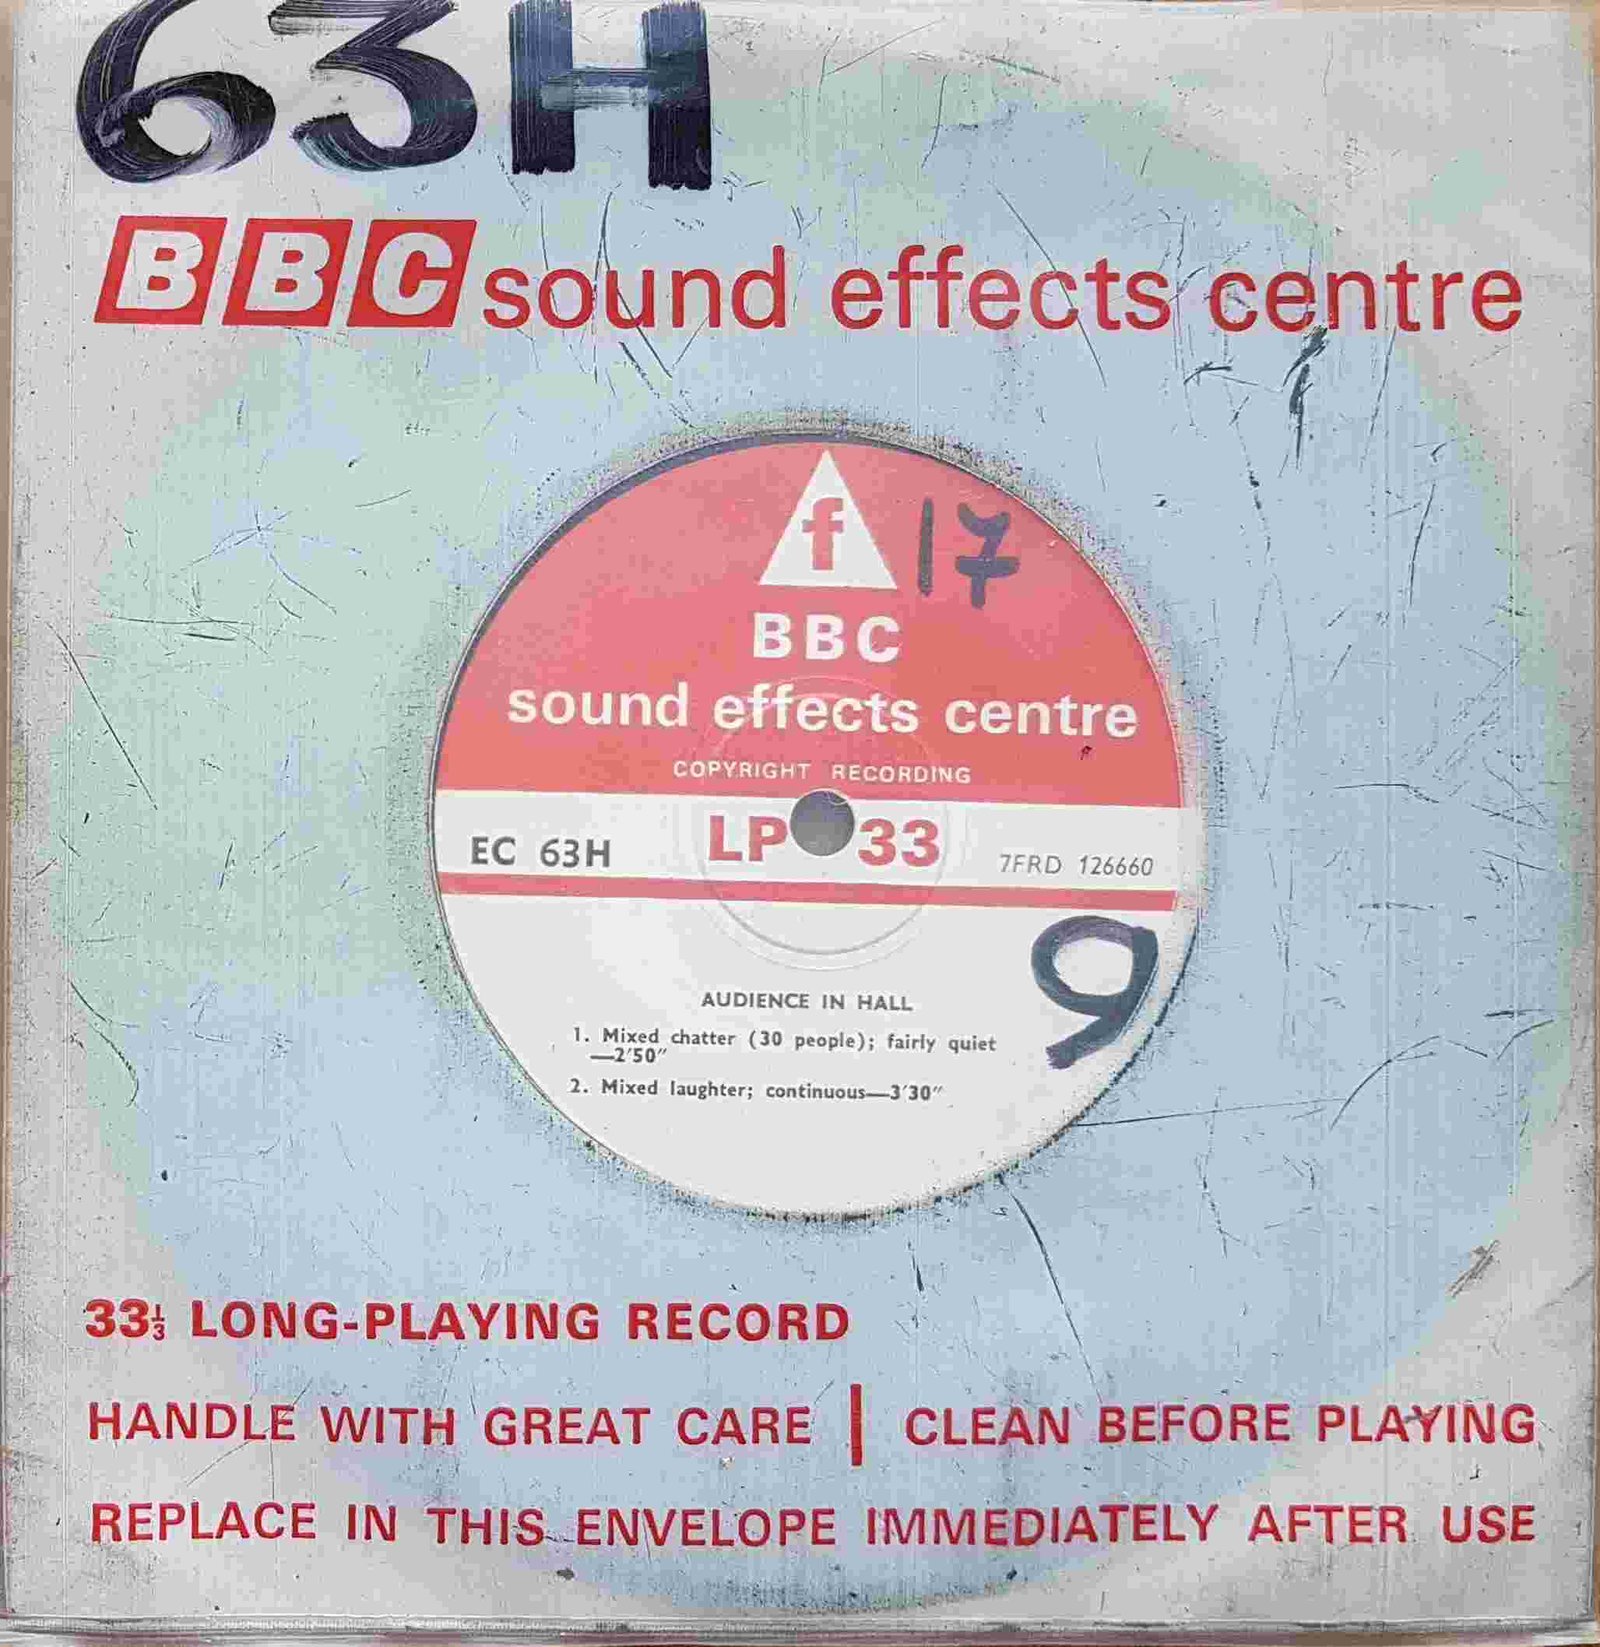 63H
BBC sound effects centre
f
17
BBC
sound effects centre
COPYRIGHT RECORDING
EC 63H LP 33 7FRD 126660
9
AUDIENCE IN HALL
1. Mixed chatter (30 people); fairly quiet
—2'50"
2. Mixed laughter; continuous—3'30"
33⅓ LONG-PLAYING RECORD
HANDLE WITH GREAT CARE | CLEAN BEFORE PLAYING
REPLACE IN THIS ENVELOPE IMMEDIATELY AFTER USE